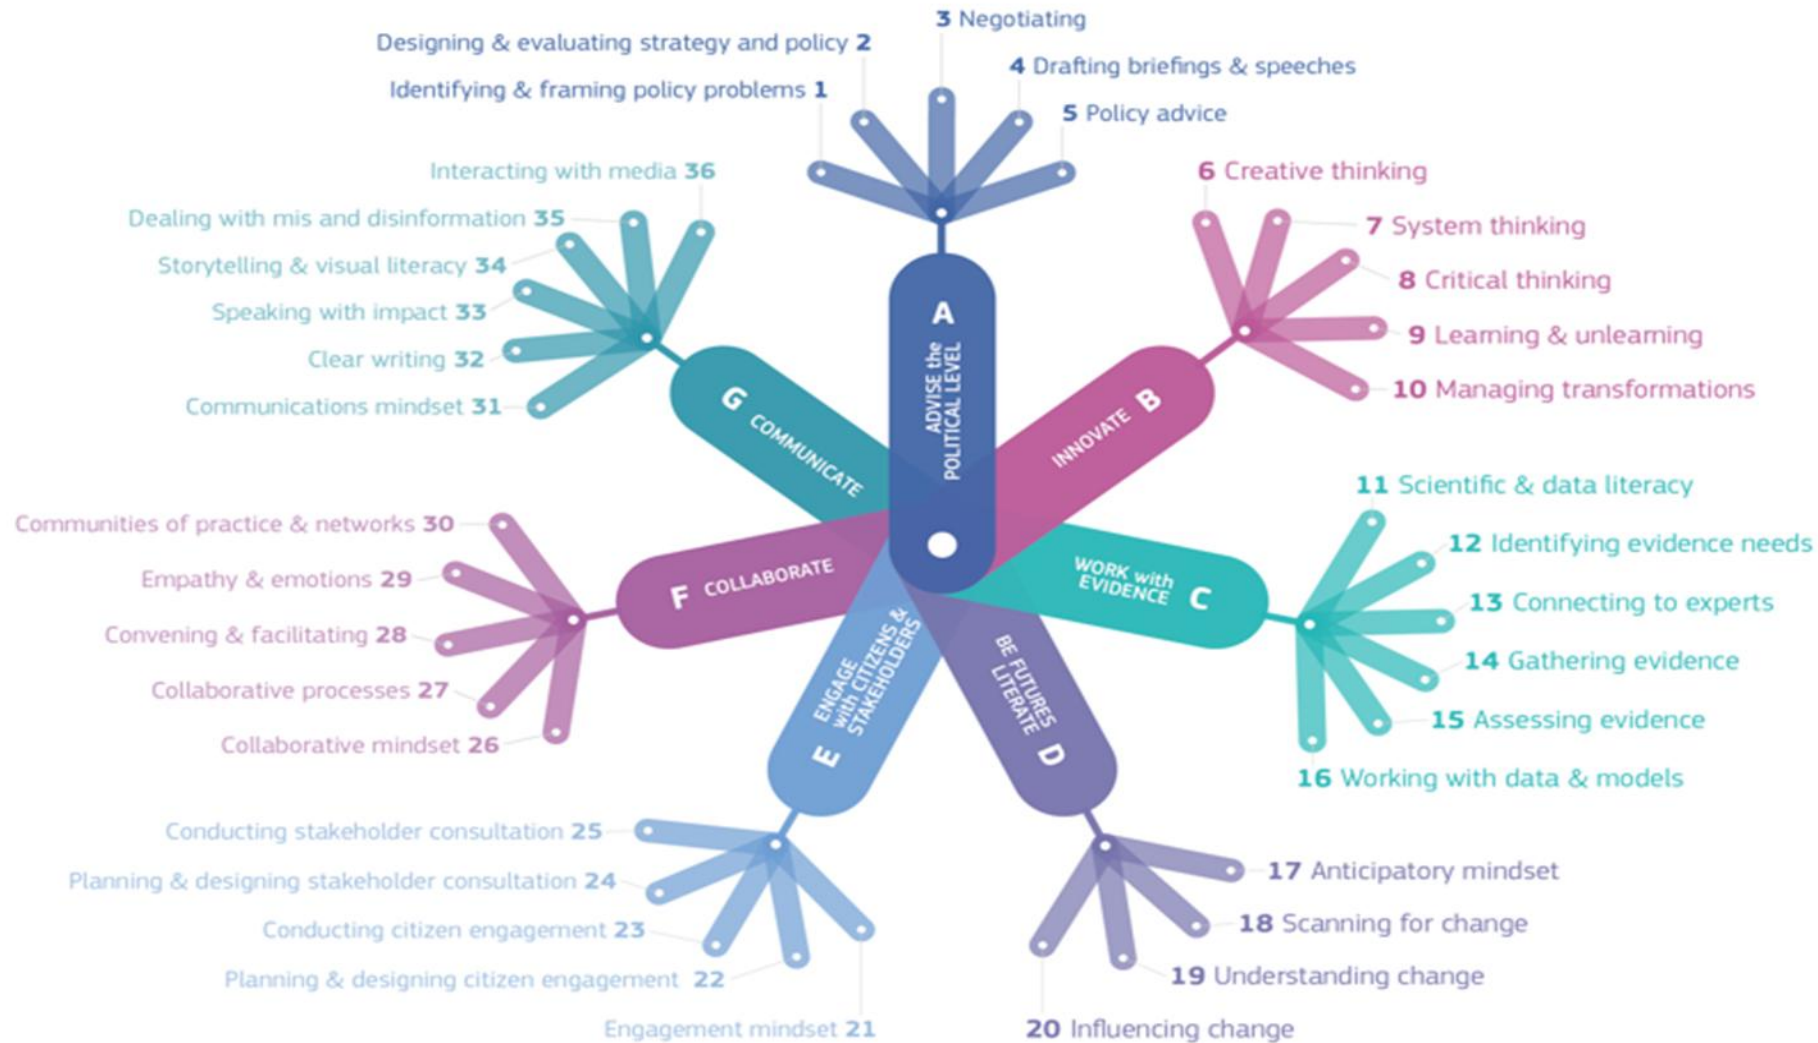 3 Negotiating
Designing & evaluating strategy and policy 2
4 Drafting briefings & speeches
Identifying & framing policy problems 1
5 Policy advice
A
ADVISE the
POLITICAL LEVEL
6 Creative thinking
7 System thinking
8 Critical thinking
9 Learning & unlearning
10 Managing transformations
INNOVATE B
11 Scientific & data literacy
12 Identifying evidence needs
13 Connecting to experts
14 Gathering evidence
15 Assessing evidence
16 Working with data & models
WORK with
EVIDENCE
C
17 Anticipatory mindset
18 Scanning for change
19 Understanding change
20 Influencing change
BE FUTURES
LITERATE
D
Conducting stakeholder consultation 25
Planning & designing stakeholder consultation 24
Conducting citizen engagement 23
Planning & designing citizen engagement 22
Engagement mindset 21
ENGAGE
with CITIZENS &
STAKEHOLDERS
E
Communities of practice & networks 30
Empathy & emotions 29
Convening & facilitating 28
Collaborative processes 27
Collaborative mindset 26
F COLLABORATE
Interacting with media 36
Dealing with mis and disinformation 35
Storytelling & visual literacy 34
Speaking with impact 33
Clear writing 32
Communications mindset 31
G COMMUNICATE